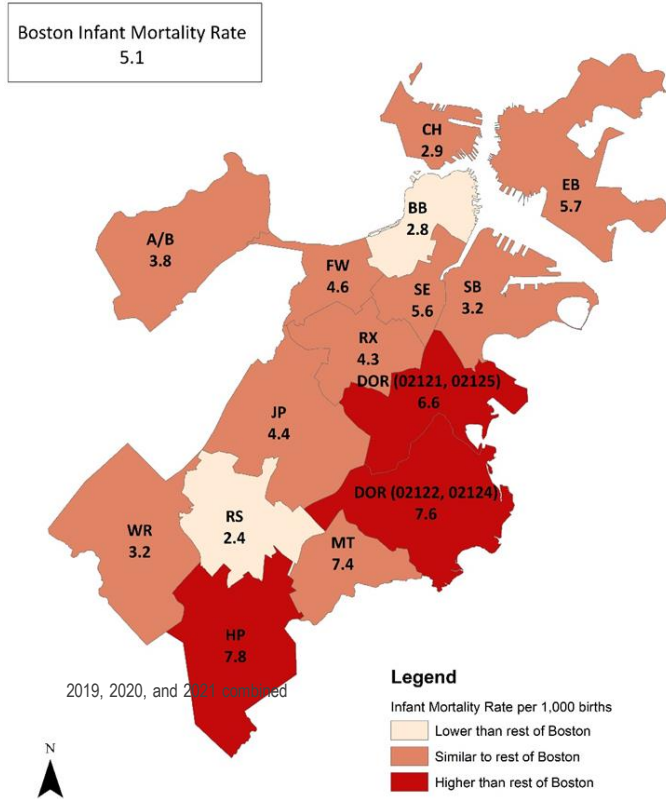 Boston Infant Mortality Rate
5.1
CH
2.9
EB
5.7
BB
2.8
A/B
3.8
FW
4.6
SE
5.6
SB
3.2
RX
4.3
DOR (02121, 02125)
6.6
JP
4.4
DOR (02122, 02124)
7.6
RS
2.4
WR
3.2
MT
7.4
HP
7.8
2019, 2020, and 2021 combined
Legend
Infant Mortality Rate per 1,000 births
Lower than rest of Boston
Similar to rest of Boston
Higher than rest of Boston
N